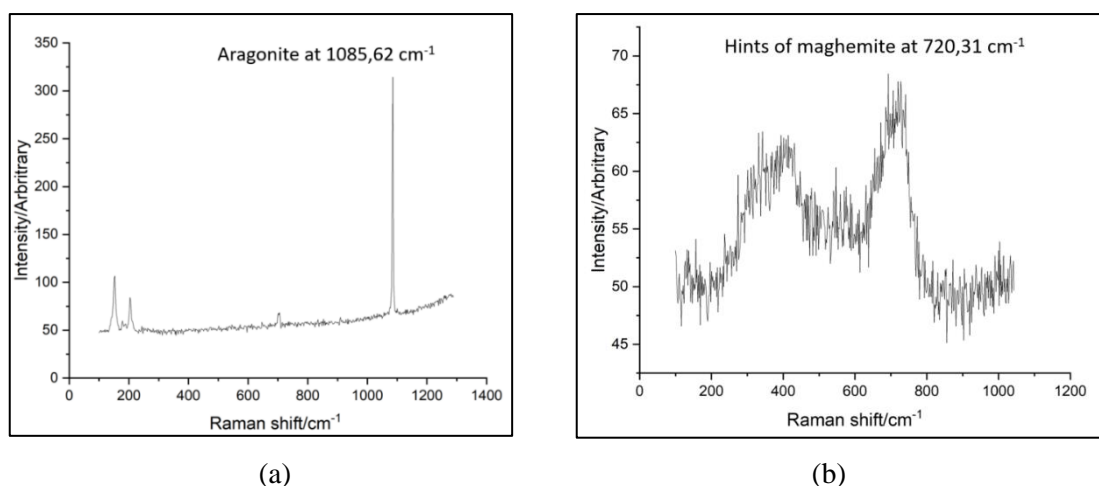 Aragonite at 1085,62 cm-1
350
300
250
200
150
100
50
0
Intensity/Arbritrary
0 200 400 600 800 1000 1200 1400
Raman shift/cm-1
(a)
Hints of maghemite at 720,31 cm-1
70
65
60
55
50
45
Intensity/Arbritrary
0 200 400 600 800 1000 1200
Raman shift/cm-1
(b)